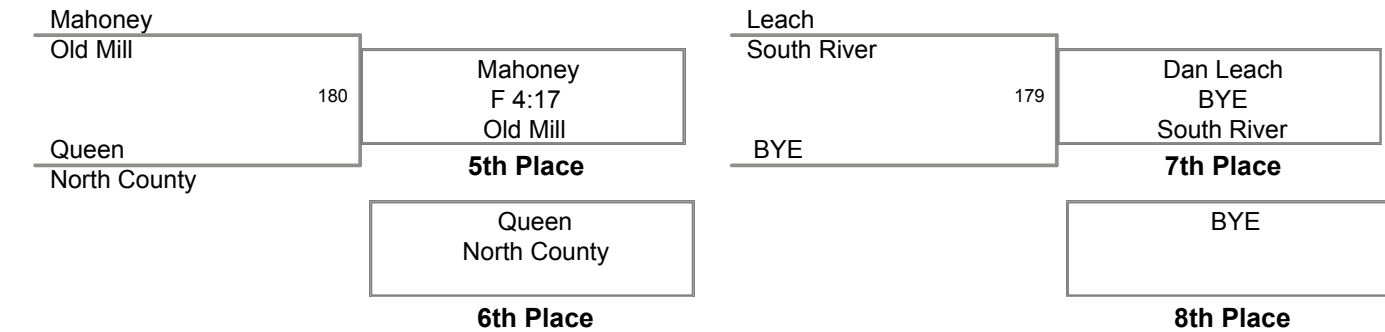 Mahoney
Old Mill
180
Queen
North County
Mahoney
F 4:17
Old Mill
5th Place
Queen
North County
6th Place
Leach
South River
179
BYE
Dan Leach
BYE
South River
7th Place
BYE
8th Place